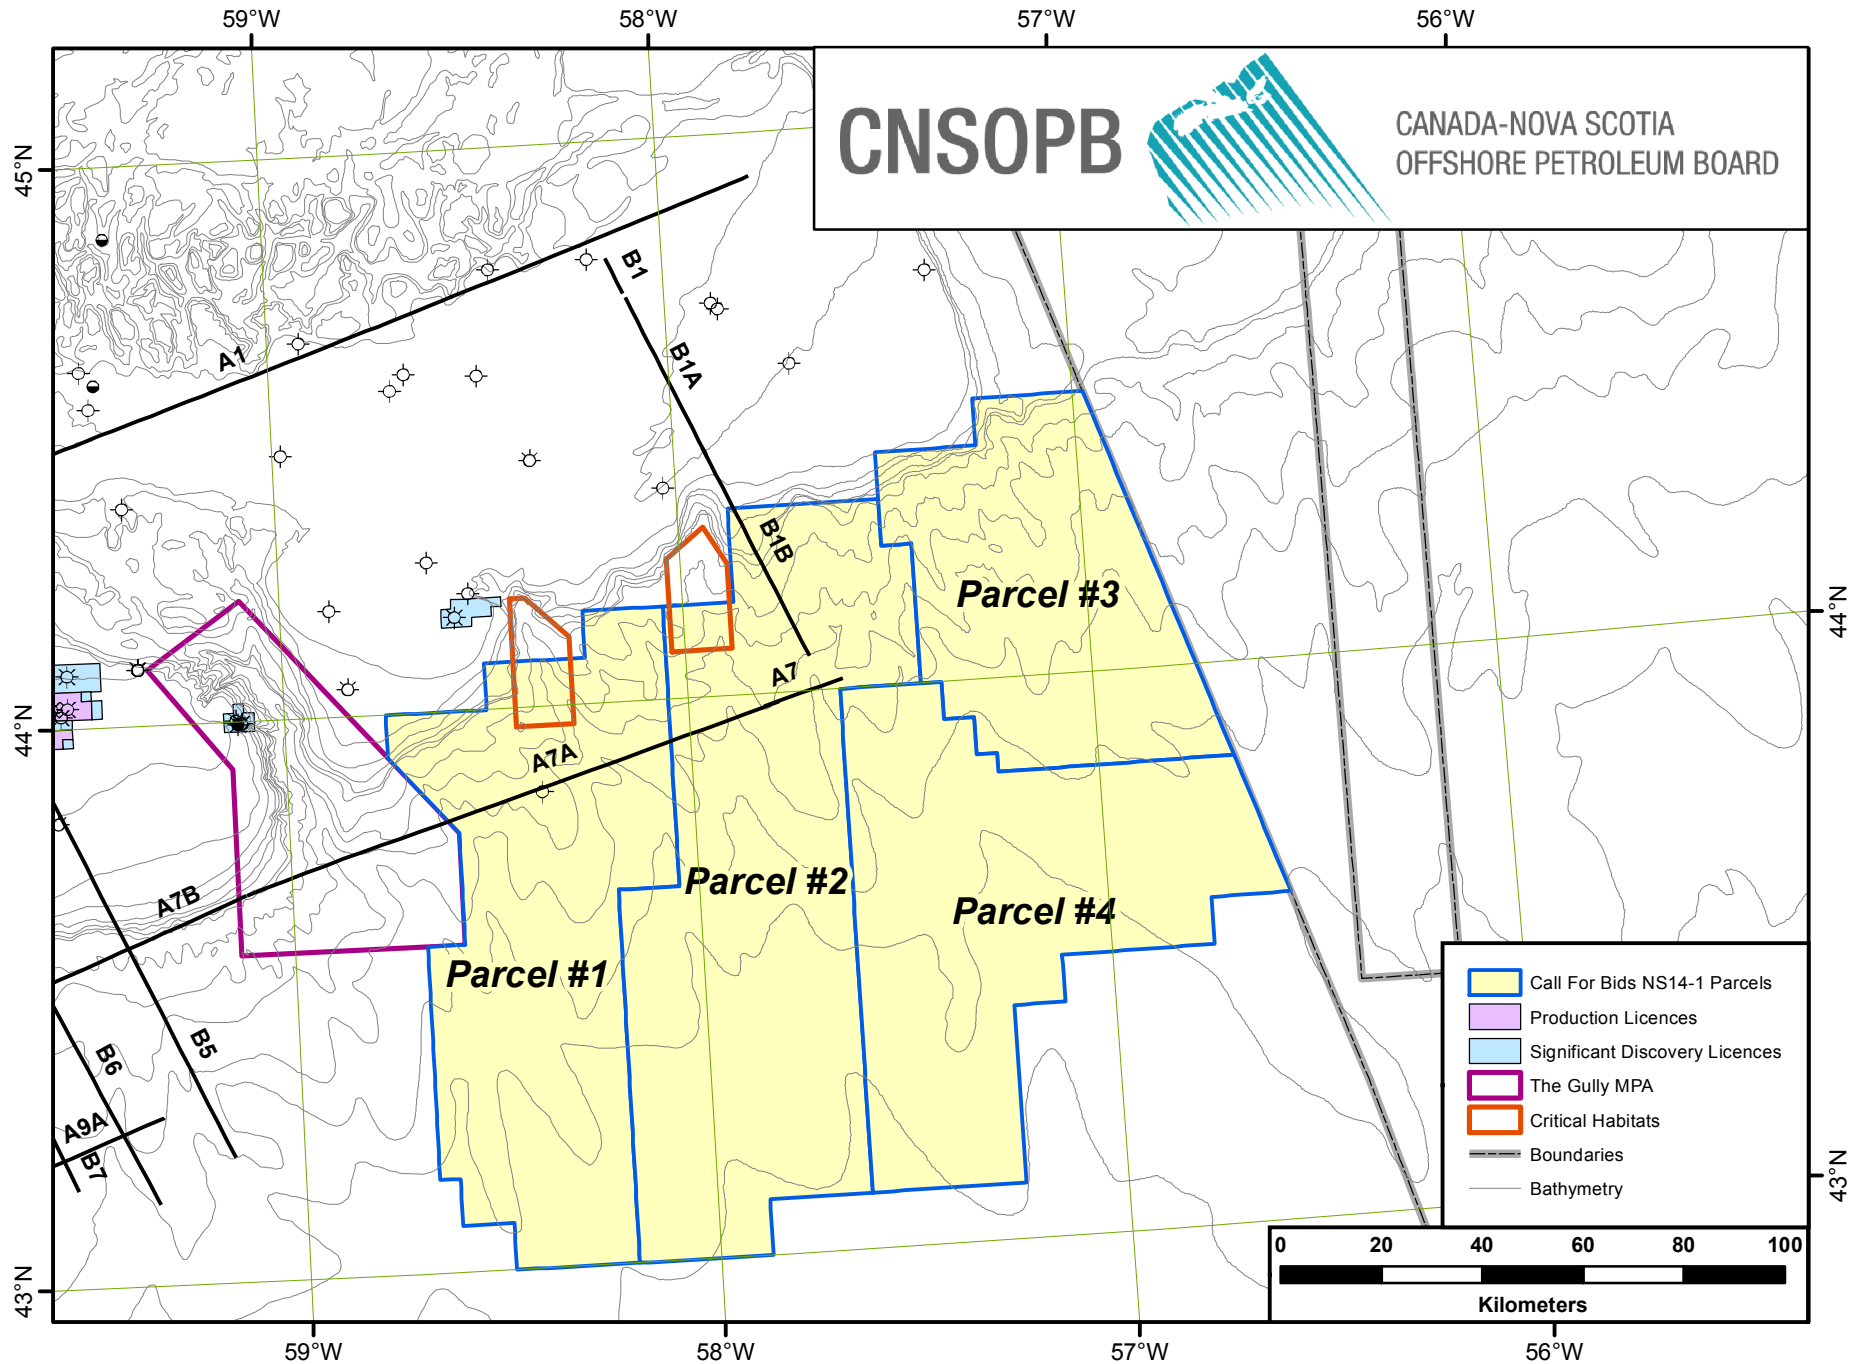 59°W
58°W
57°W
56°W
CNSOPB
CANADA-NOVA SCOTIA
OFFSHORE PETROLEUM BOARD
45°N
B1
A1
B1A
B1B
Parcel #3
44°N
A7
44°N
A7A
Parcel #2
A7B
Parcel #4
Parcel #1
Call For Bids NS14-1 Parcels
Production Licences
Significant Discovery Licences
The Gully MPA
Critical Habitats
Boundaries
Bathymetry
B5
B6
A9A
B7
43°N
0 20 40 60 80 100
Kilometers
43°N
59°W
58°W
57°W
56°W